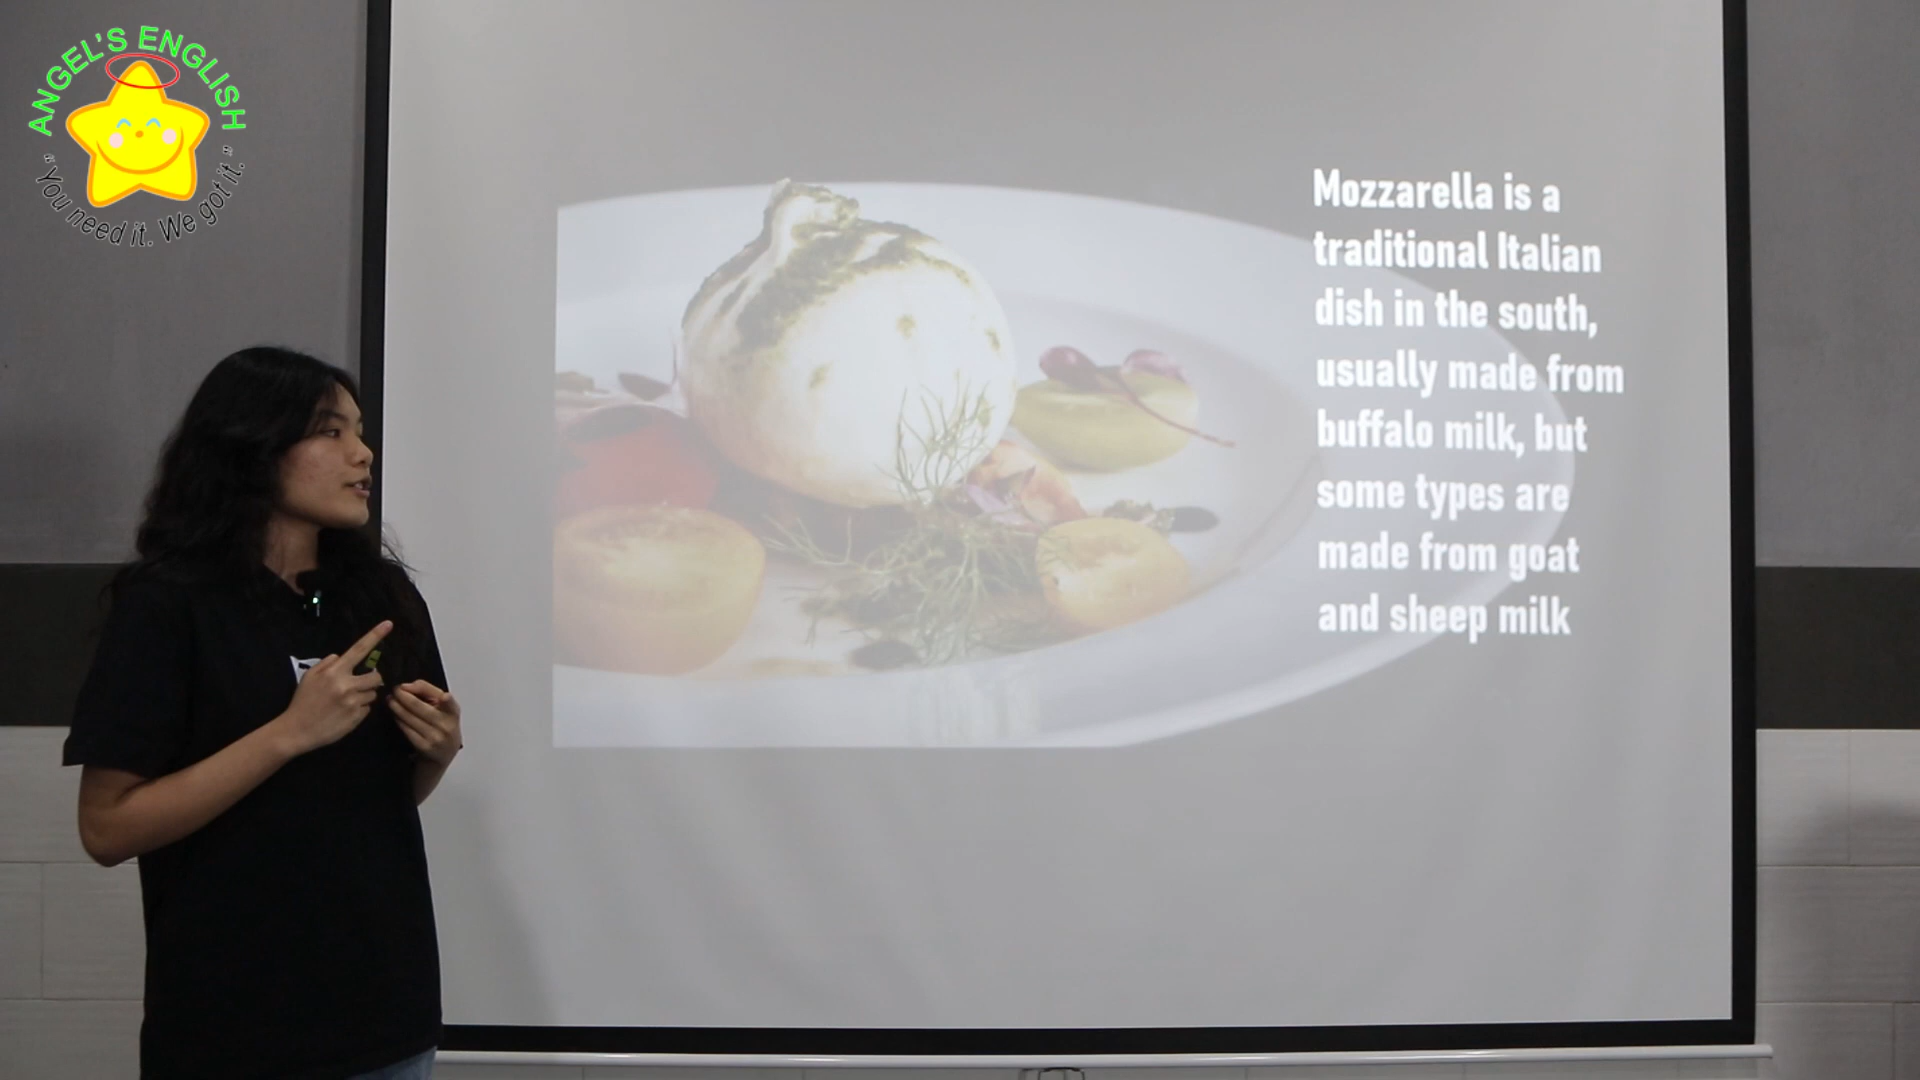 ANGEL'S ENGLISH
"You need it. We got it."
Mozzarella is a
traditional Italian
dish in the south,
usually made from
buffalo milk, but
some types are
made from goat
and sheep milk